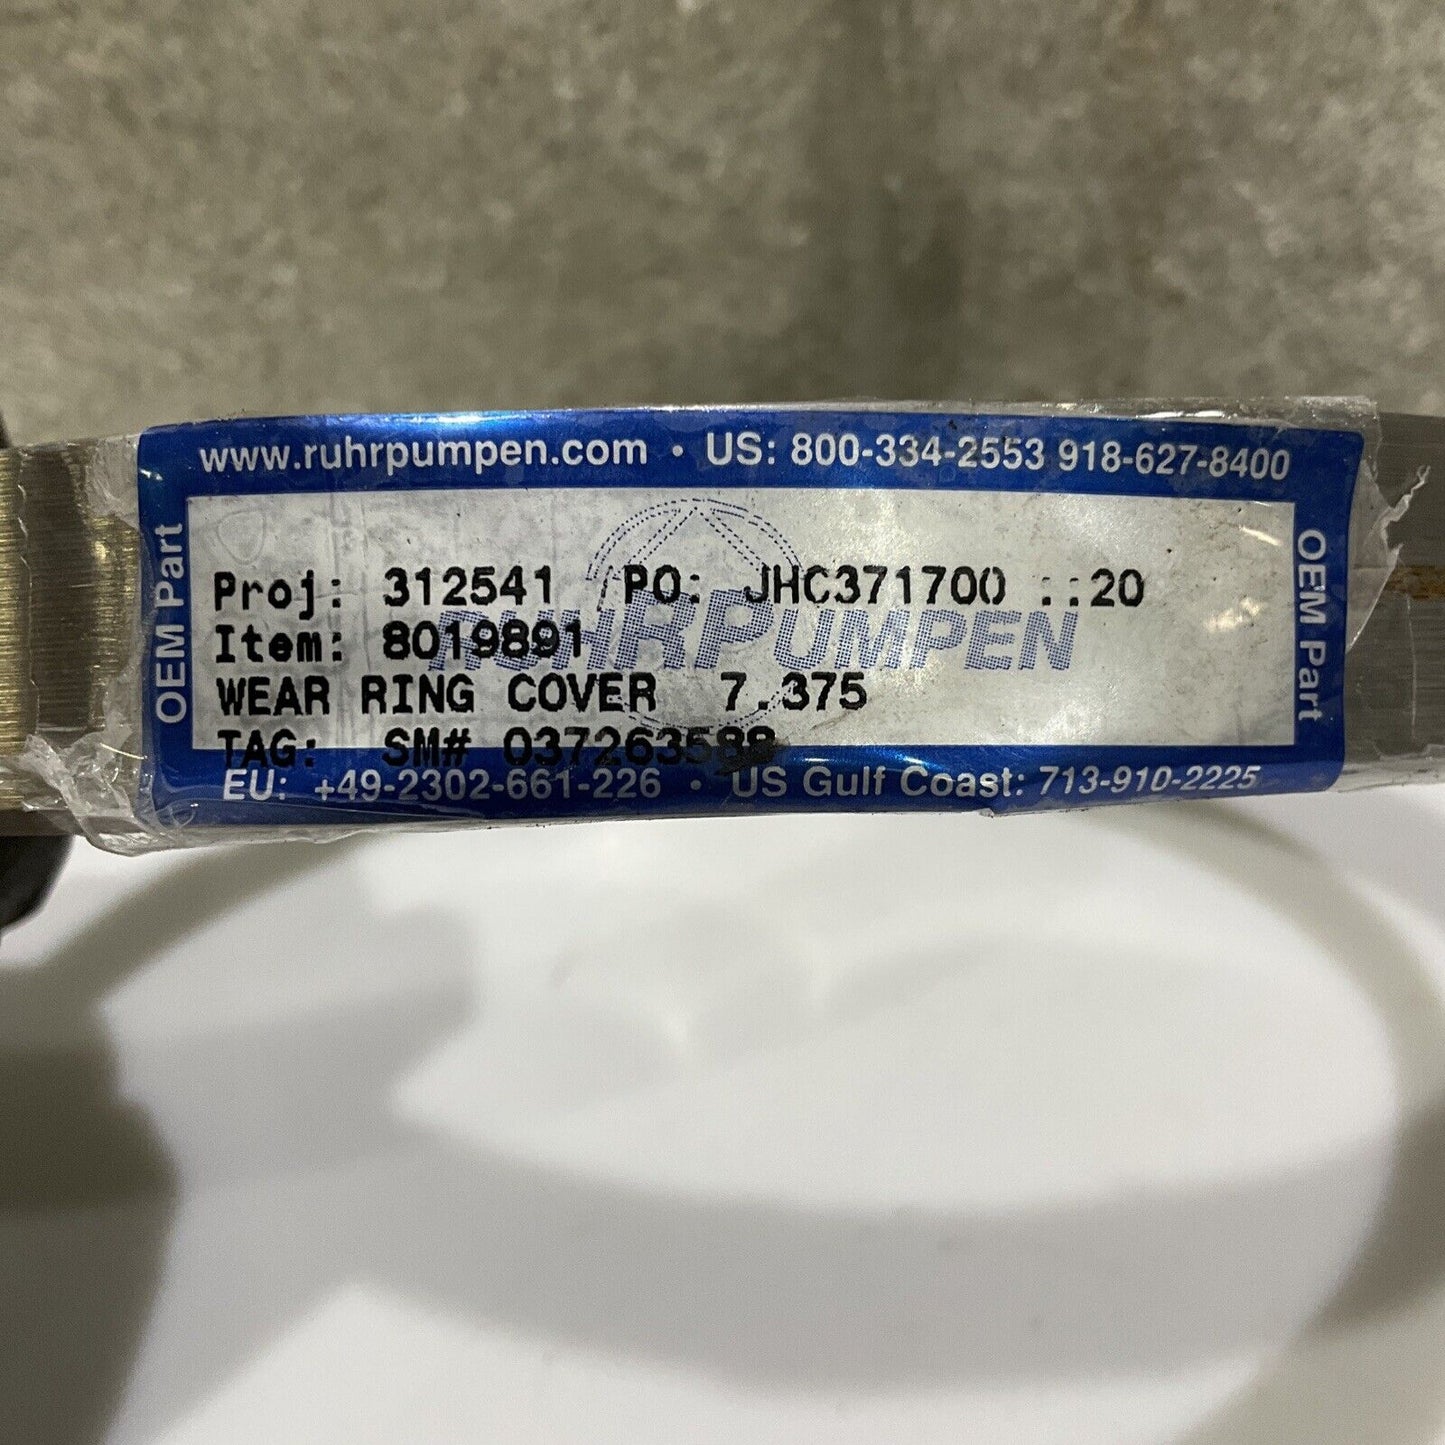 www.ruhrpumpen.com · US: 800-334-2553 918-627-8400
OEM Part
Proj: 312541 PO: JHC371700 ::20
RUHRPUMPEN
Item: 8019891
WEAR RING COVER 7.375
TAG: SM# 037263588
EU: +49-2302-661-226 · US Gulf Coast: 713-910-2225
OEM Part